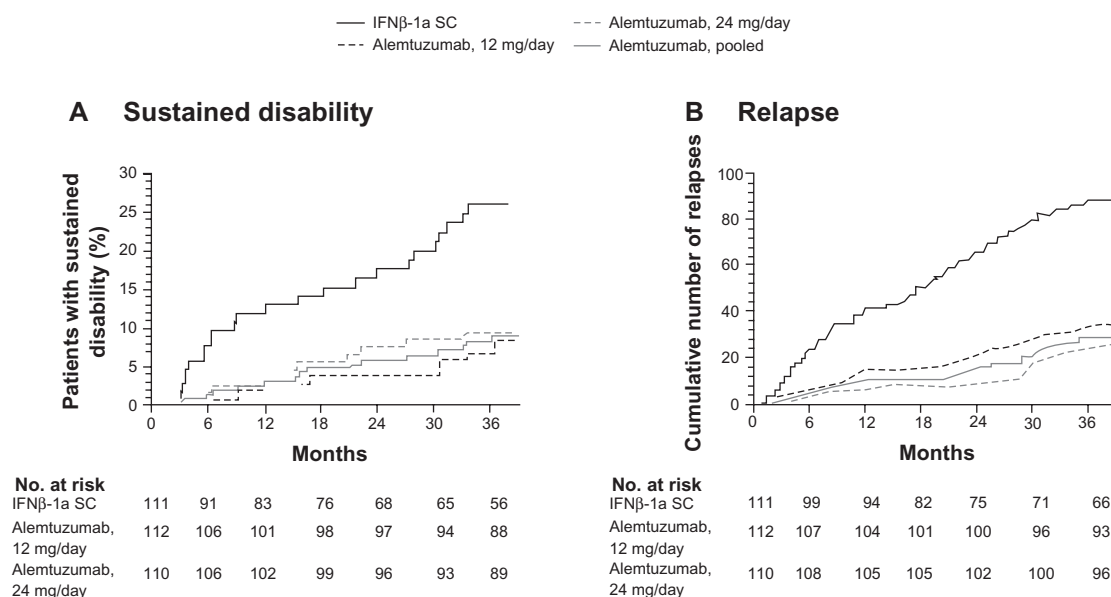 IFNβ-1a SC
Alemtuzumab, 12 mg/day
Alemtuzumab, 24 mg/day
Alemtuzumab, pooled
A Sustained disability
Patients with sustained
disability (%)
30
25
20
15
10
5
0
0 6 12 18 24 30 36
Months
No. at risk
IFNβ-1a SC 111 91 83 76 68 65 56
Alemtuzumab,
12 mg/day 112 106 101 98 97 94 88
Alemtuzumab,
24 mg/day 110 106 102 99 96 93 89
B Relapse
Cumulative number of relapses
100
80
60
40
20
0
0 6 12 18 24 30 36
Months
No. at risk
IFNβ-1a SC 111 99 94 82 75 71 66
Alemtuzumab,
12 mg/day 112 107 104 101 100 96 93
Alemtuzumab,
24 mg/day 110 108 105 105 102 100 96